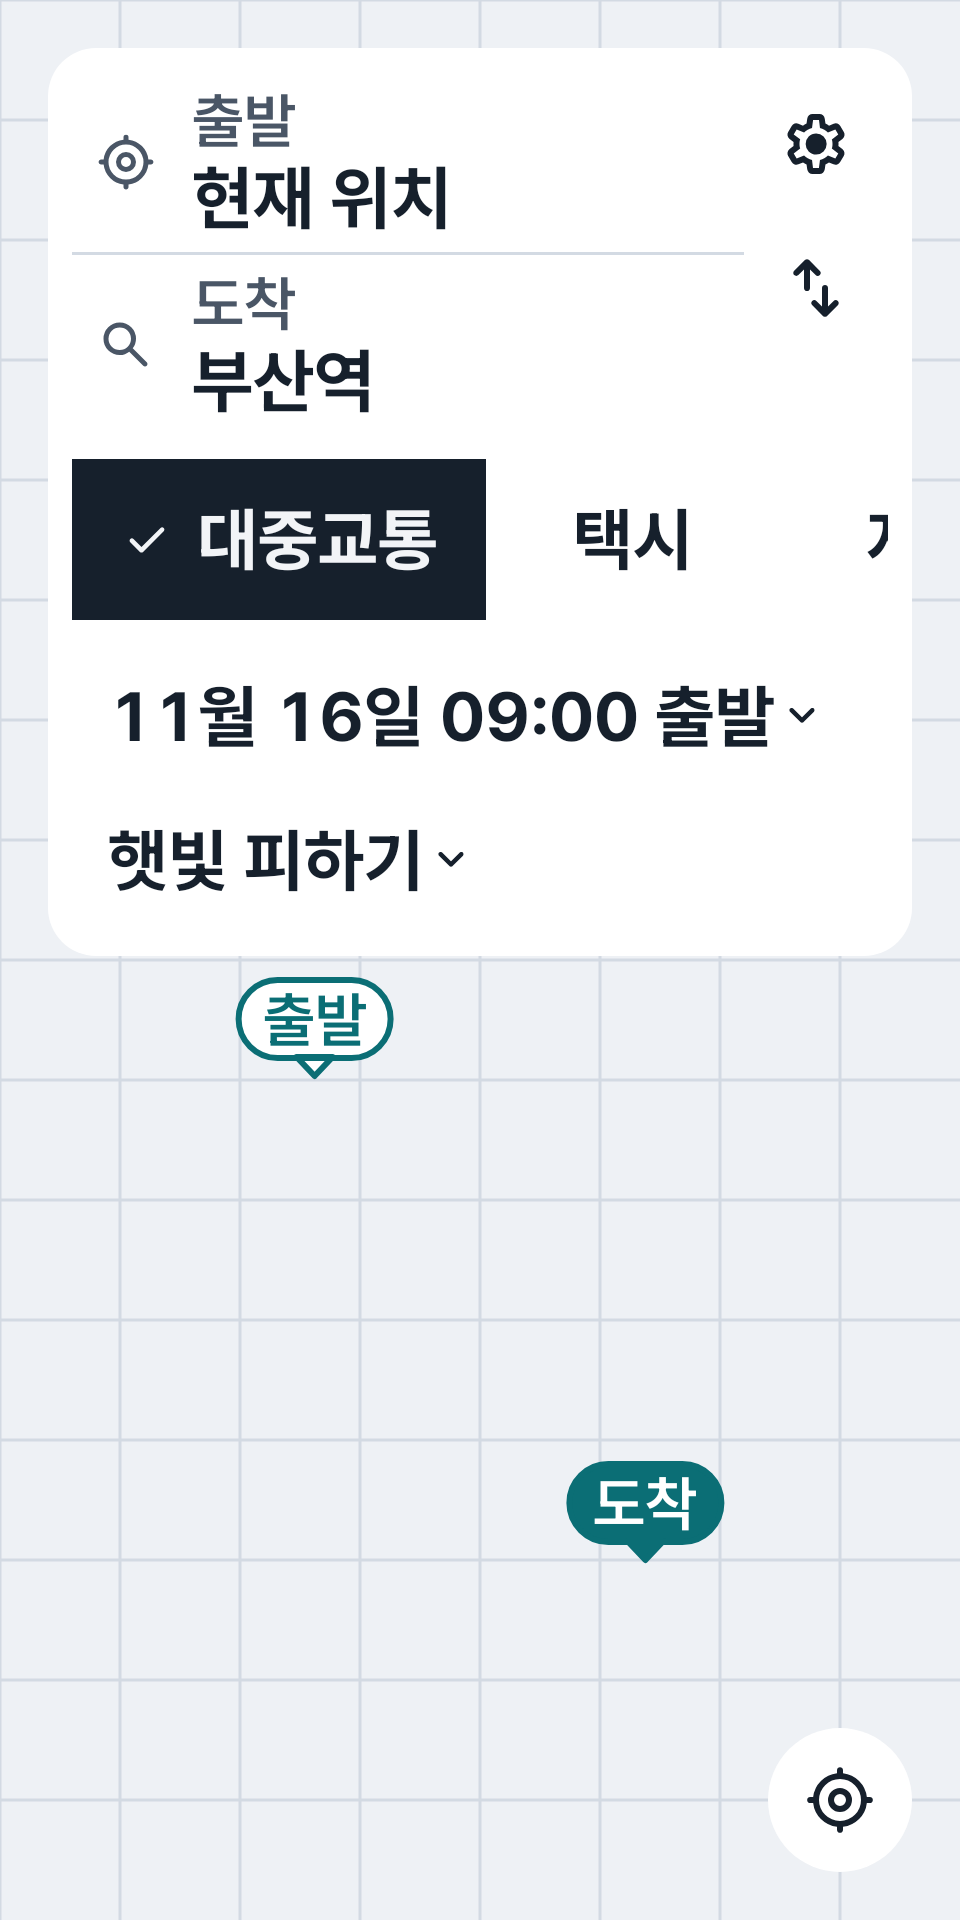 출발
현재 위치
도착
부산역
대중교통 택시
11월 16일 09:00 출발
햇빛 피하기
출발
도착